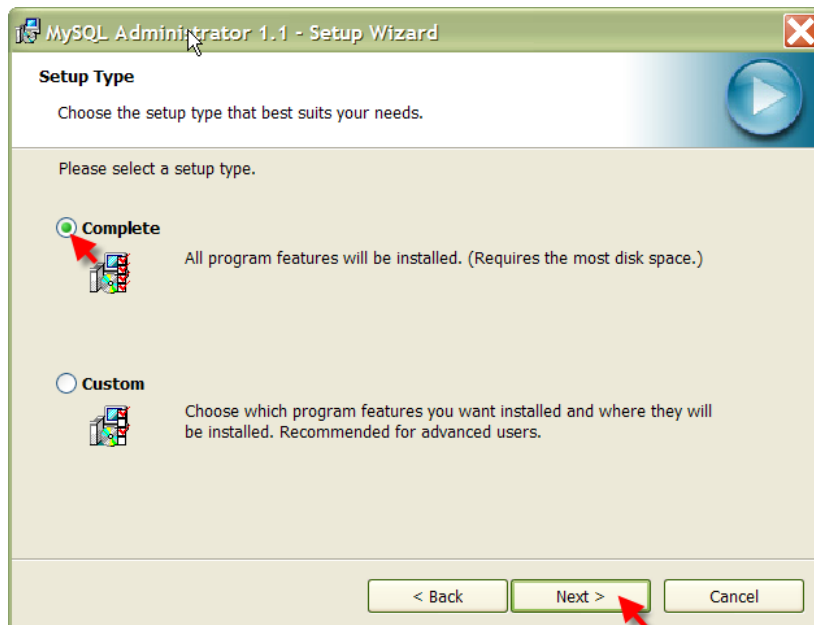 MySQL Administrator 1.1 - Setup Wizard
Setup Type
Choose the setup type that best suits your needs.
Please select a setup type.
Complete
All program features will be installed. (Requires the most disk space.)
Custom
Choose which program features you want installed and where they will
be installed. Recommended for advanced users.
< Back Next > Cancel